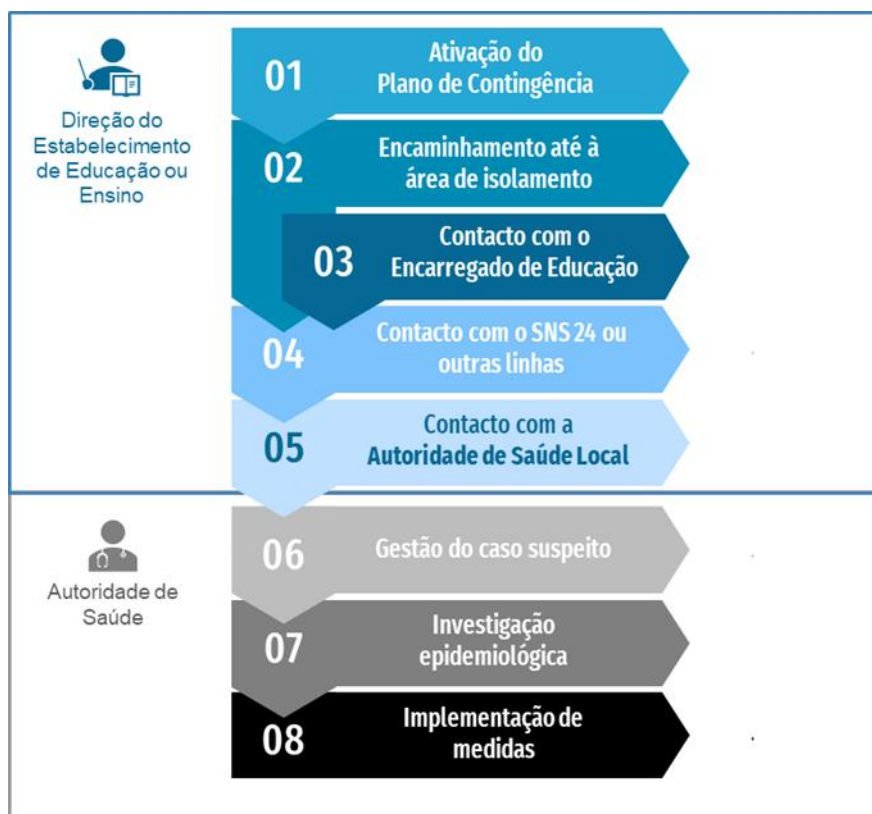 Direção do
Estabelecimento
de Educação ou
Ensino
01
Ativação do
Plano de Contingência
02
Encaminhamento até à
área de isolamento
03
Contacto com o
Encarregado de Educação
04
Contacto com o SNS 24 ou
outras linhas
05
Contacto com a
Autoridade de Saúde Local
Autoridade de
Saúde
06
Gestão do caso suspeito
07
Investigação
epidemiológica
08
Implementação de
medidas